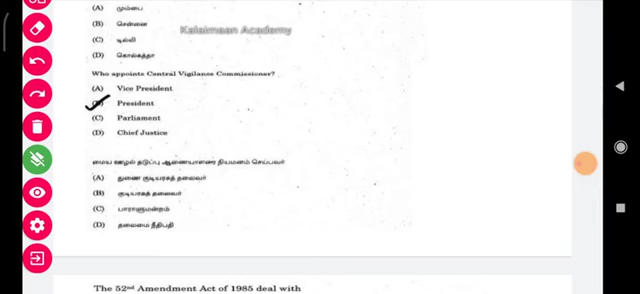 (A) மும்பை
(B) சென்னை
Kalaimaan Academy
(C) டில்லி
(D) கொல்கத்தா
Who appoints Central Vigilance Commissioner?
(A) Vice President
President
(C) Parliament
(D) Chief Justice
மைய ஊழல் தடுப்பு ஆணையாளரை நியமனம் செய்பவர்
(A) துணை குடியரசுத் தலைவர்
(B) குடியரசுத் தலைவர்
(C) பாராளுமன்றம்
(D) தலைமை நீதிபதி
The 52nd Amendment Act of 1985 deal with